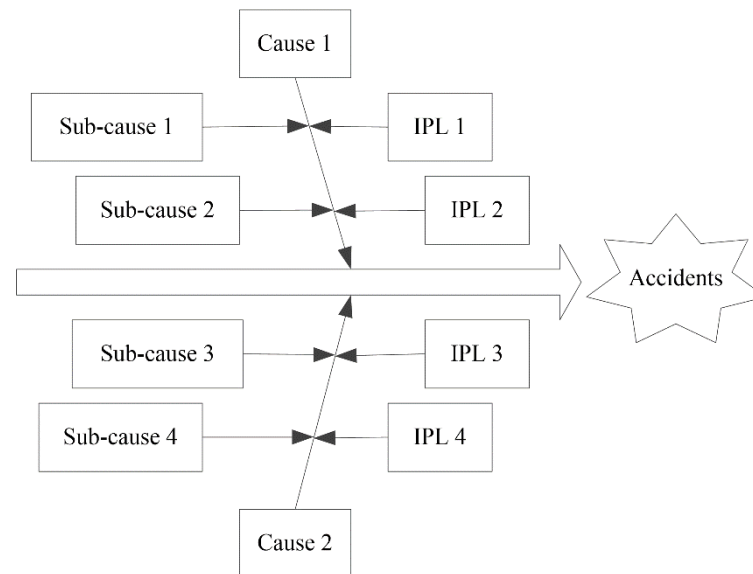 Cause 1
Sub-cause 1
IPL 1
Sub-cause 2
IPL 2
Accidents
Sub-cause 3
IPL 3
Sub-cause 4
IPL 4
Cause 2